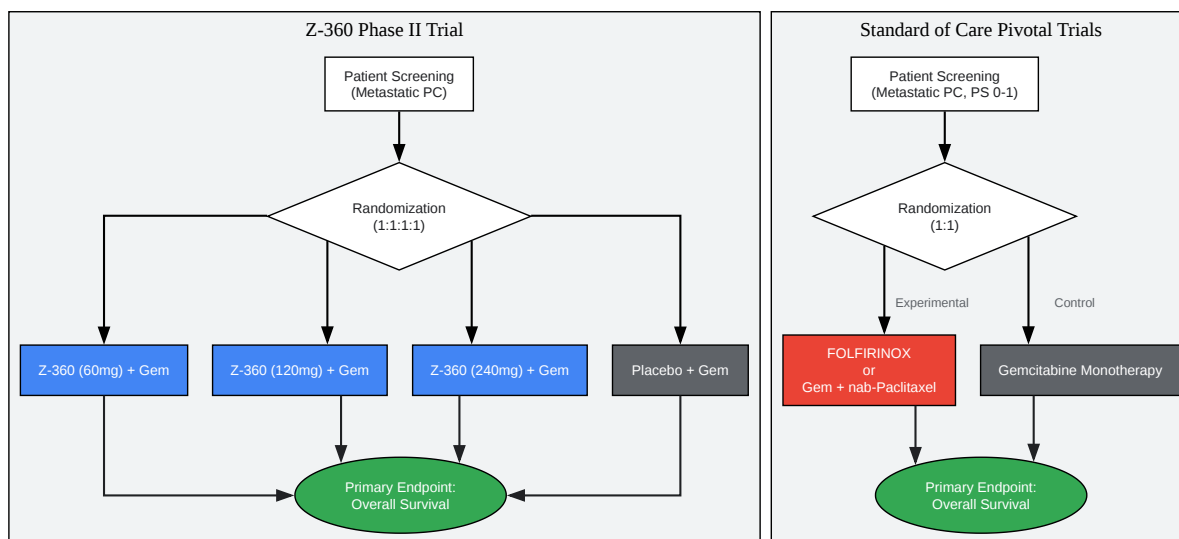 Z-360 Phase II Trial
Patient Screening
(Metastatic PC)
Randomization
(1:1:1:1)
Z-360 (60mg) + Gem
Z-360 (120mg) + Gem
Z-360 (240mg) + Gem
Placebo + Gem
Primary Endpoint:
Overall Survival
Standard of Care Pivotal Trials
Patient Screening
(Metastatic PC, PS 0-1)
Randomization
(1:1)
Experimental
Control
FOLFIRINOX
or
Gem + nab-Paclitaxel
Gemcitabine Monotherapy
Primary Endpoint:
Overall Survival